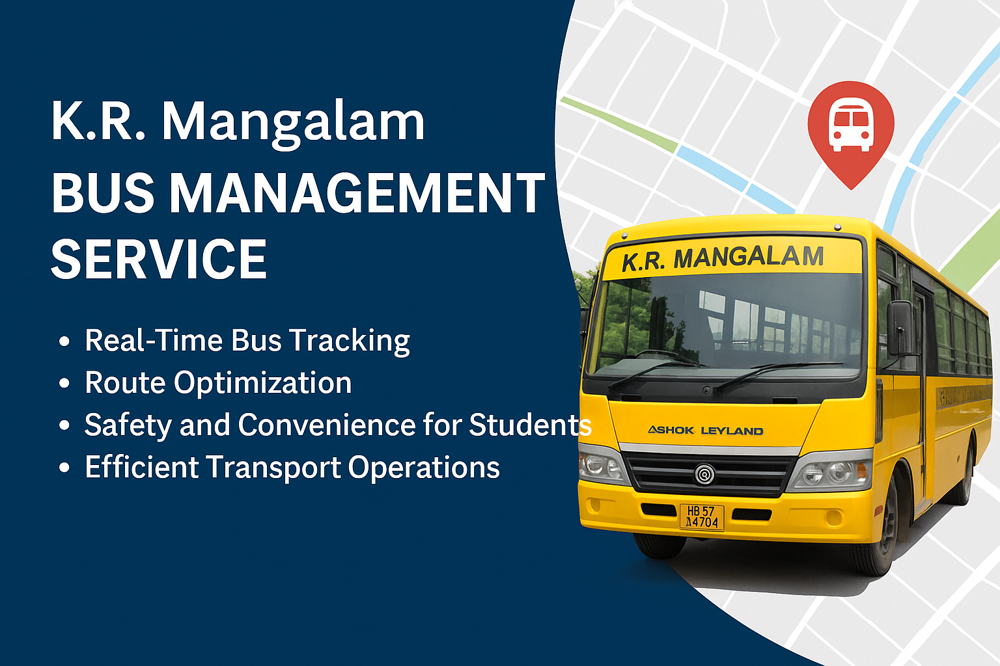 K.R. Mangalam
BUS MANAGEMENT
SERVICE
• Real-Time Bus Tracking
• Route Optimization
• Safety and Convenience for Students
• Efficient Transport Operations
K.R. MANGALAM
ASHOK LEYLAND
HB 57
A4704